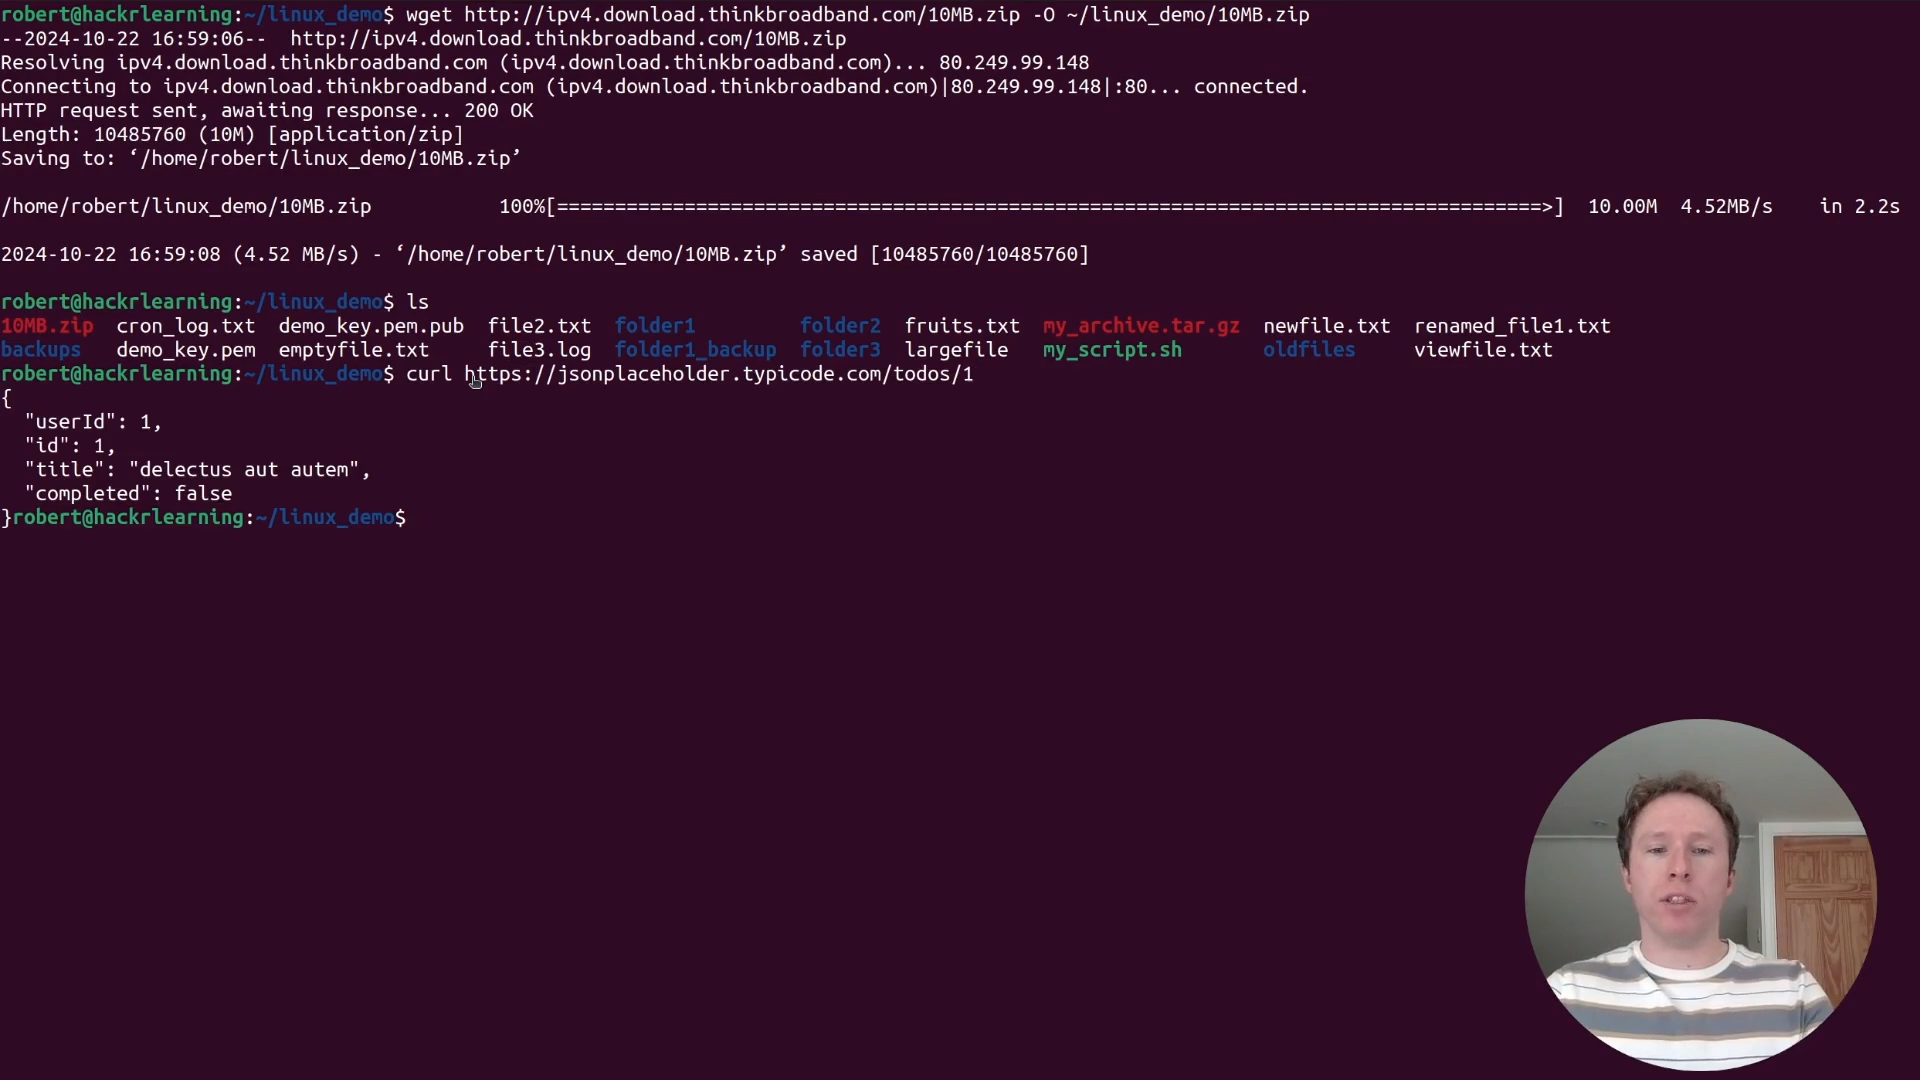 robert@hackrlearning:~/linux_demo$ wget http://ipv4.download.thinkbroadband.com/10MB.zip -O ~/linux_demo/10MB.zip
--2024-10-22 16:59:06--  http://ipv4.download.thinkbroadband.com/10MB.zip
Resolving ipv4.download.thinkbroadband.com (ipv4.download.thinkbroadband.com)... 80.249.99.148
Connecting to ipv4.download.thinkbroadband.com (ipv4.download.thinkbroadband.com)|80.249.99.148|:80... connected.
HTTP request sent, awaiting response... 200 OK
Length: 10485760 (10M) [application/zip]
Saving to: ‘/home/robert/linux_demo/10MB.zip’
/home/robert/linux_demo/10MB.zip           100%[=====================================================================================>]  10.00M  4.52MB/s    in 2.2s
2024-10-22 16:59:08 (4.52 MB/s) - ‘/home/robert/linux_demo/10MB.zip’ saved [10485760/10485760]
robert@hackrlearning:~/linux_demo$ ls
10MB.zip  cron_log.txt  demo_key.pem.pub  file2.txt  folder1         folder2  fruits.txt  my_archive.tar.gz  newfile.txt  renamed_file1.txt
backups   demo_key.pem  emptyfile.txt     file3.log  folder1_backup  folder3  largefile   my_script.sh       oldfiles     viewfile.txt
robert@hackrlearning:~/linux_demo$ curl https://jsonplaceholder.typicode.com/todos/1
{
  "userId": 1,
  "id": 1,
  "title": "delectus aut autem",
  "completed": false
}robert@hackrlearning:~/linux_demo$